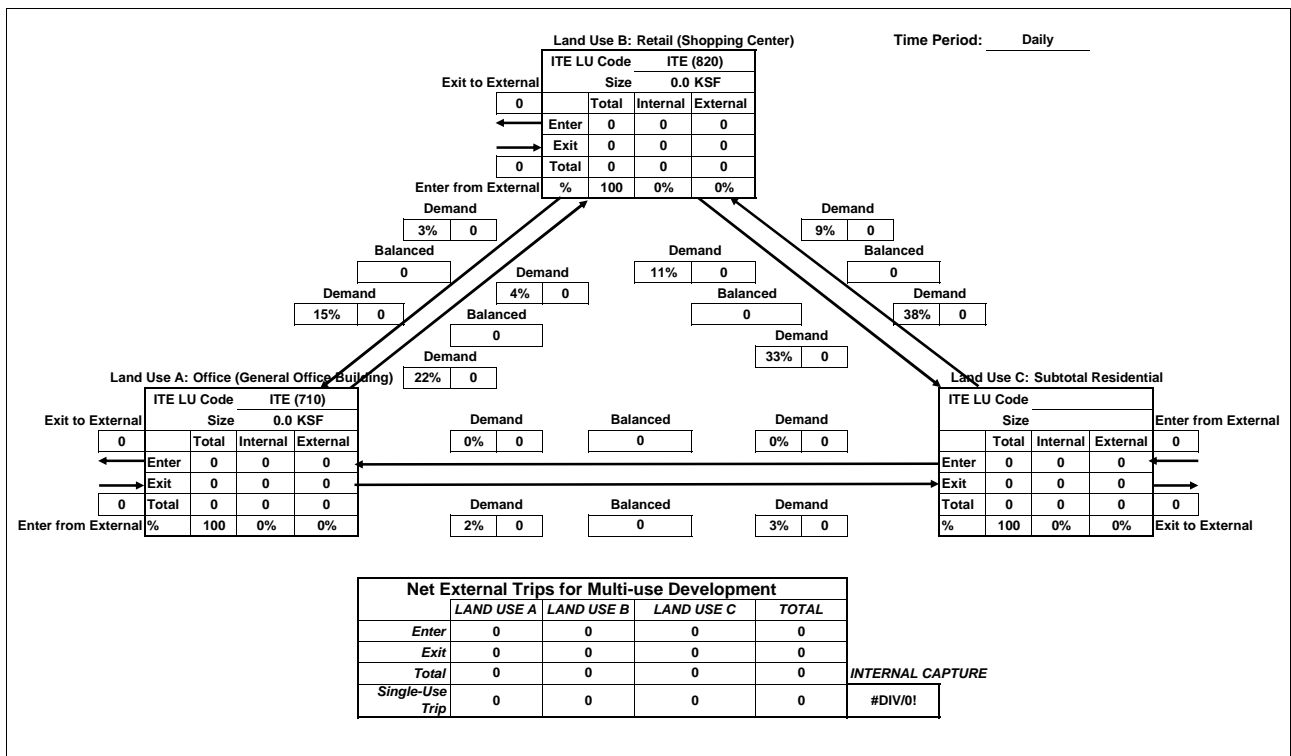 Land Use B: Retail (Shopping Center)
Time Period: Daily
ITE LU Code ITE (820)
Exit to External Size 0.0 KSF
0 Total Internal External
Enter 0 0 0
Exit 0 0 0
0 Total 0 0 0
Enter from External % 100 0% 0%
Demand
3% 0
Balanced
0
Demand
15% 0
Demand
4% 0
Balanced
0
Demand
22% 0
Demand
11% 0
Balanced
0
Demand
33% 0
Demand
9% 0
Balanced
0
Demand
38% 0
Land Use A: Office (General Office Building)
ITE LU Code ITE (710)
Exit to External Size 0.0 KSF
0 Total Internal External
Enter 0 0 0
Exit 0 0 0
0 Total 0 0 0
Enter from External % 100 0% 0%
Demand Balanced Demand
0% 0 0 0% 0
Demand Balanced Demand
2% 0 0 3% 0
Land Use C: Subtotal Residential
ITE LU Code
Size Enter from External
Total Internal External 0
Enter 0 0 0
Exit 0 0 0
Total 0 0 0 0
% 100 0% 0% Exit to External
Net External Trips for Multi-use Development
LAND USE A LAND USE B LAND USE C TOTAL
Enter 0 0 0 0
Exit 0 0 0 0
Total 0 0 0 0 INTERNAL CAPTURE
Single-Use
Trip 0 0 0 0 #DIV/0!